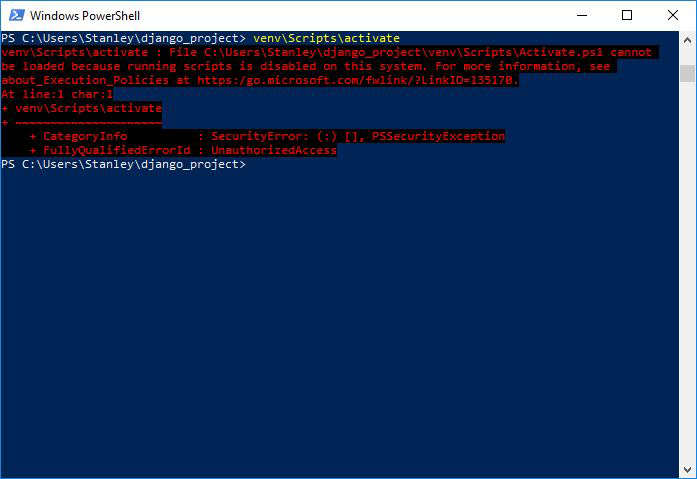 Windows PowerShell
PS C:\Users\Stanley\django_project> venv\Scripts\activate
venv\Scripts\activate : File C:\Users\Stanley\django_project\venv\Scripts\Activate.ps1 cannot
be loaded because running scripts is disabled on this system. For more information, see
about_Execution_Policies at https:/go.microsoft.com/fwlink/?LinkID=135170.
At line:1 char:1
+ venv\Scripts\activate
+ ~~~~~~~~~~~~~~~~~~~~~
    + CategoryInfo          : SecurityError: (:) [], PSSecurityException
    + FullyQualifiedErrorId : UnauthorizedAccess
PS C:\Users\Stanley\django_project>